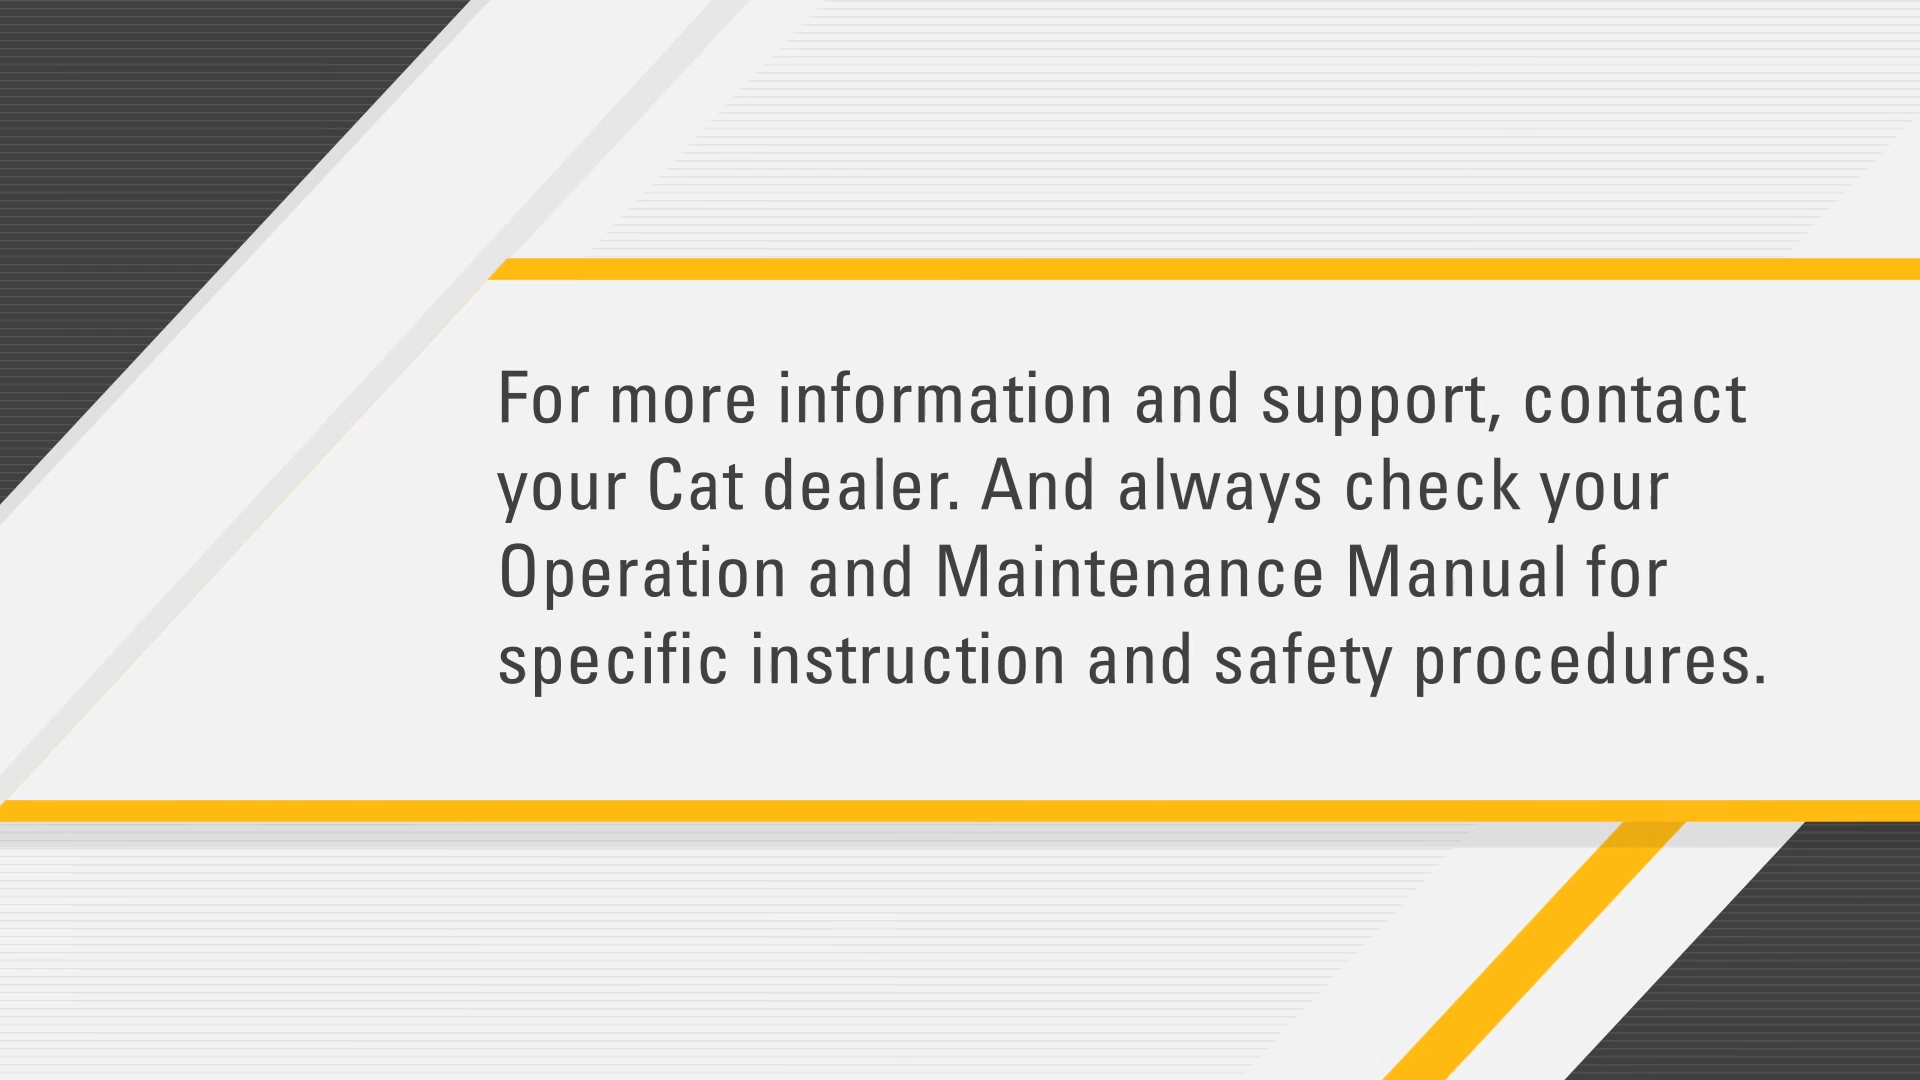 For more information and support, contact
your Cat dealer. And always check your
Operation and Maintenance Manual for
specific instruction and safety procedures.